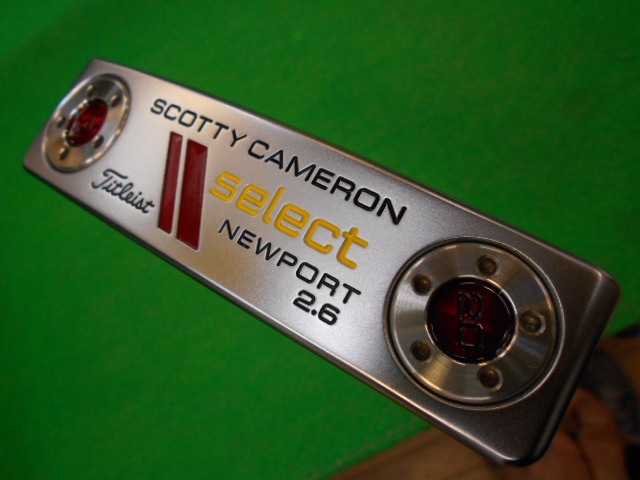 SCOTTY CAMERON
Titleist
select
NEWPORT
2.6